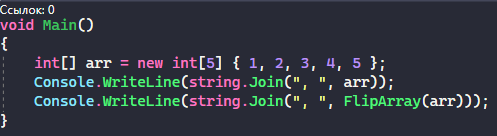 Ссылок: 0
void Main()
{
    int[] arr = new int[5] { 1, 2, 3, 4, 5 };
    Console.WriteLine(string.Join(", ", arr));
    Console.WriteLine(string.Join(", ", FlipArray(arr)));
}